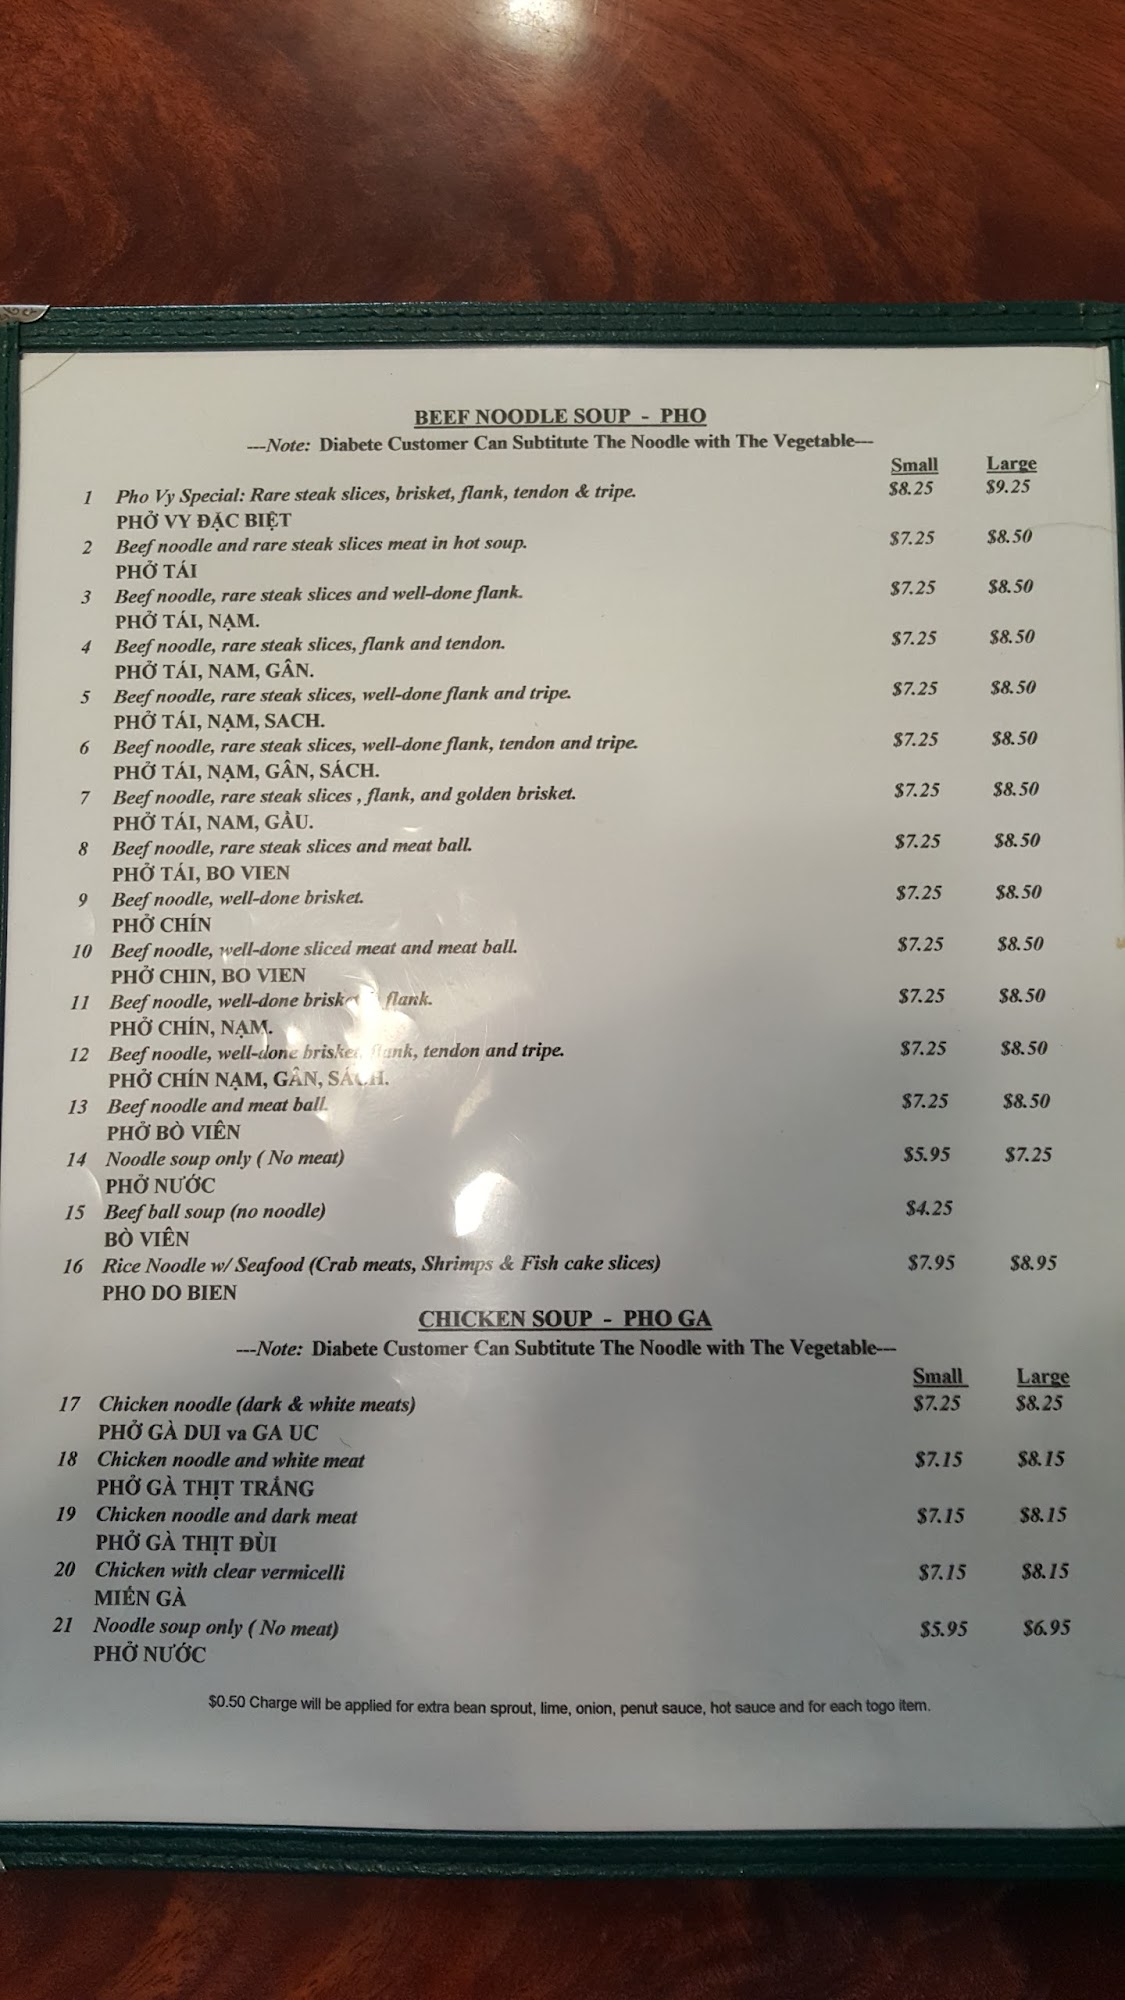 BEEF NOODLE SOUP - PHO
---Note: Diabete Customer Can Subtitute The Noodle with The Vegetable---
Small Large
1 Pho Vy Special: Rare steak slices, brisket, flank, tendon & tripe. $8.25 $9.25
PHỞ VY ĐẶC BIỆT
2 Beef noodle and rare steak slices meat in hot soup. $7.25 $8.50
PHỞ TÁI
3 Beef noodle, rare steak slices and well-done flank. $7.25 $8.50
PHỞ TÁI, NẠM.
4 Beef noodle, rare steak slices, flank and tendon. $7.25 $8.50
PHỞ TÁI, NAM, GÂN.
5 Beef noodle, rare steak slices, well-done flank and tripe. $7.25 $8.50
PHỞ TÁI, NẠM, SACH.
6 Beef noodle, rare steak slices, well-done flank, tendon and tripe. $7.25 $8.50
PHỞ TÁI, NẠM, GÂN, SÁCH.
7 Beef noodle, rare steak slices , flank, and golden brisket. $7.25 $8.50
PHỞ TÁI, NAM, GÀU.
8 Beef noodle, rare steak slices and meat ball. $7.25 $8.50
PHỞ TÁI, BO VIEN
9 Beef noodle, well-done brisket. $7.25 $8.50
PHỞ CHÍN
10 Beef noodle, well-done sliced meat and meat ball. $7.25 $8.50
PHỞ CHIN, BO VIEN
11 Beef noodle, well-done flank. $7.25 $8.50
PHỞ CHÍN, NẠM.
12 Beef noodle, well-done brisket, flank, tendon and tripe. $7.25 $8.50
PHỞ CHÍN NẠM, GÂN, SÁCH.
13 Beef noodle and meat ball. $7.25 $8.50
PHỞ BÒ VIÊN
14 Noodle soup only ( No meat) $5.95 $7.25
PHỞ NƯỚC
15 Beef ball soup (no noodle) $4.25
BÒ VIÊN
16 Rice Noodle w/ Seafood (Crab meats, Shrimps & Fish cake slices) $7.95 $8.95
PHO DO BIEN
CHICKEN SOUP - PHO GA
---Note: Diabete Customer Can Subtitute The Noodle with The Vegetable---
Small Large
17 Chicken noodle (dark & white meats) $7.25 $8.25
PHỞ GÀ DUI va GA UC
18 Chicken noodle and white meat $7.15 $8.15
PHỞ GÀ THỊT TRẮNG
19 Chicken noodle and dark meat $7.15 $8.15
PHỞ GÀ THỊT ĐÙI
20 Chicken with clear vermicelli $7.15 $8.15
MIẾN GÀ
21 Noodle soup only ( No meat) $5.95 $6.95
PHỞ NƯỚC
$0.50 Charge will be applied for extra bean sprout, lime, onion, penut sauce, hot sauce and for each togo item.